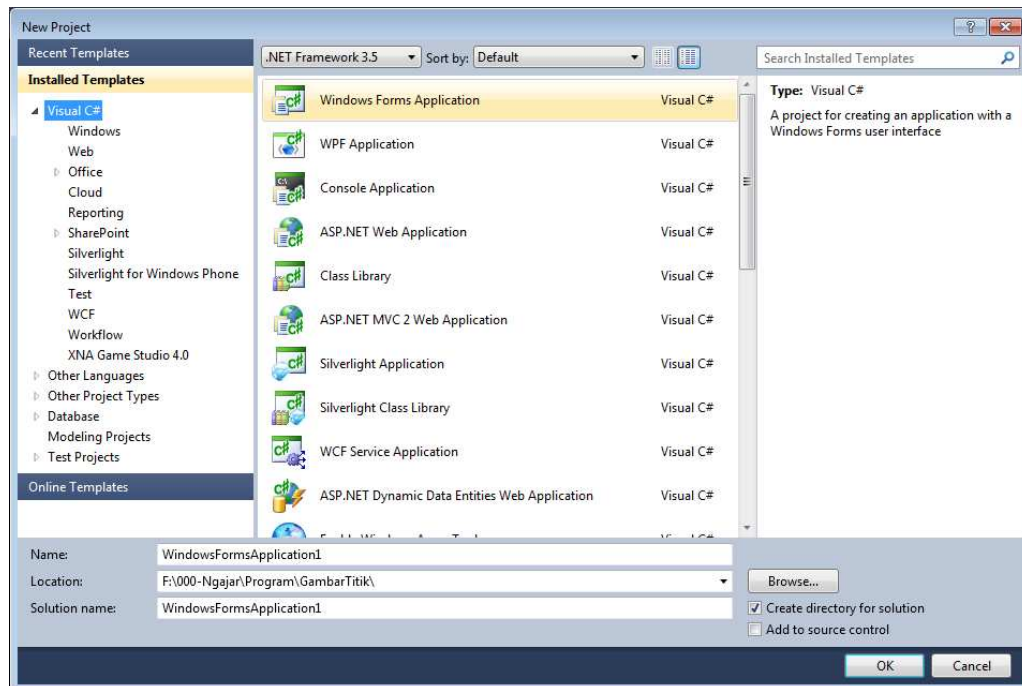 New Project
Recent Templates
.NET Framework 3.5 Sort by: Default
Search Installed Templates
Installed Templates
Visual C#
Windows
Web
Office
Cloud
Reporting
SharePoint
Silverlight
Silverlight for Windows Phone
Test
WCF
Workflow
XNA Game Studio 4.0
Other Languages
Other Project Types
Database
Modeling Projects
Test Projects
Online Templates
Windows Forms Application Visual C#
WPF Application Visual C#
Console Application Visual C#
ASP.NET Web Application Visual C#
Class Library Visual C#
ASP.NET MVC 2 Web Application Visual C#
Silverlight Application Visual C#
Silverlight Class Library Visual C#
WCF Service Application Visual C#
ASP.NET Dynamic Data Entities Web Application Visual C#
Type: Visual C#
A project for creating an application with a
Windows Forms user interface
Name: WindowsFormsApplication1
Location: F:\000-Ngajar\Program\GambarTitik\ Browse...
Solution name: WindowsFormsApplication1
Create directory for solution
Add to source control
OK Cancel